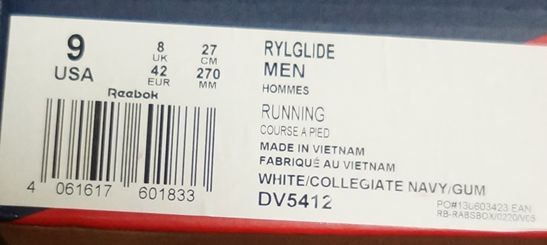 9 8 27
USA UK CM
42 270
EUR MM
Reebok
4 061617 601833
RYLGLIDE
MEN
HOMMES
RUNNING
COURSE A PIED
MADE IN VIETNAM
FABRIQUÉ AU VIETNAM
WHITE/COLLEGIATE NAVY/GUM
DV5412
EAN